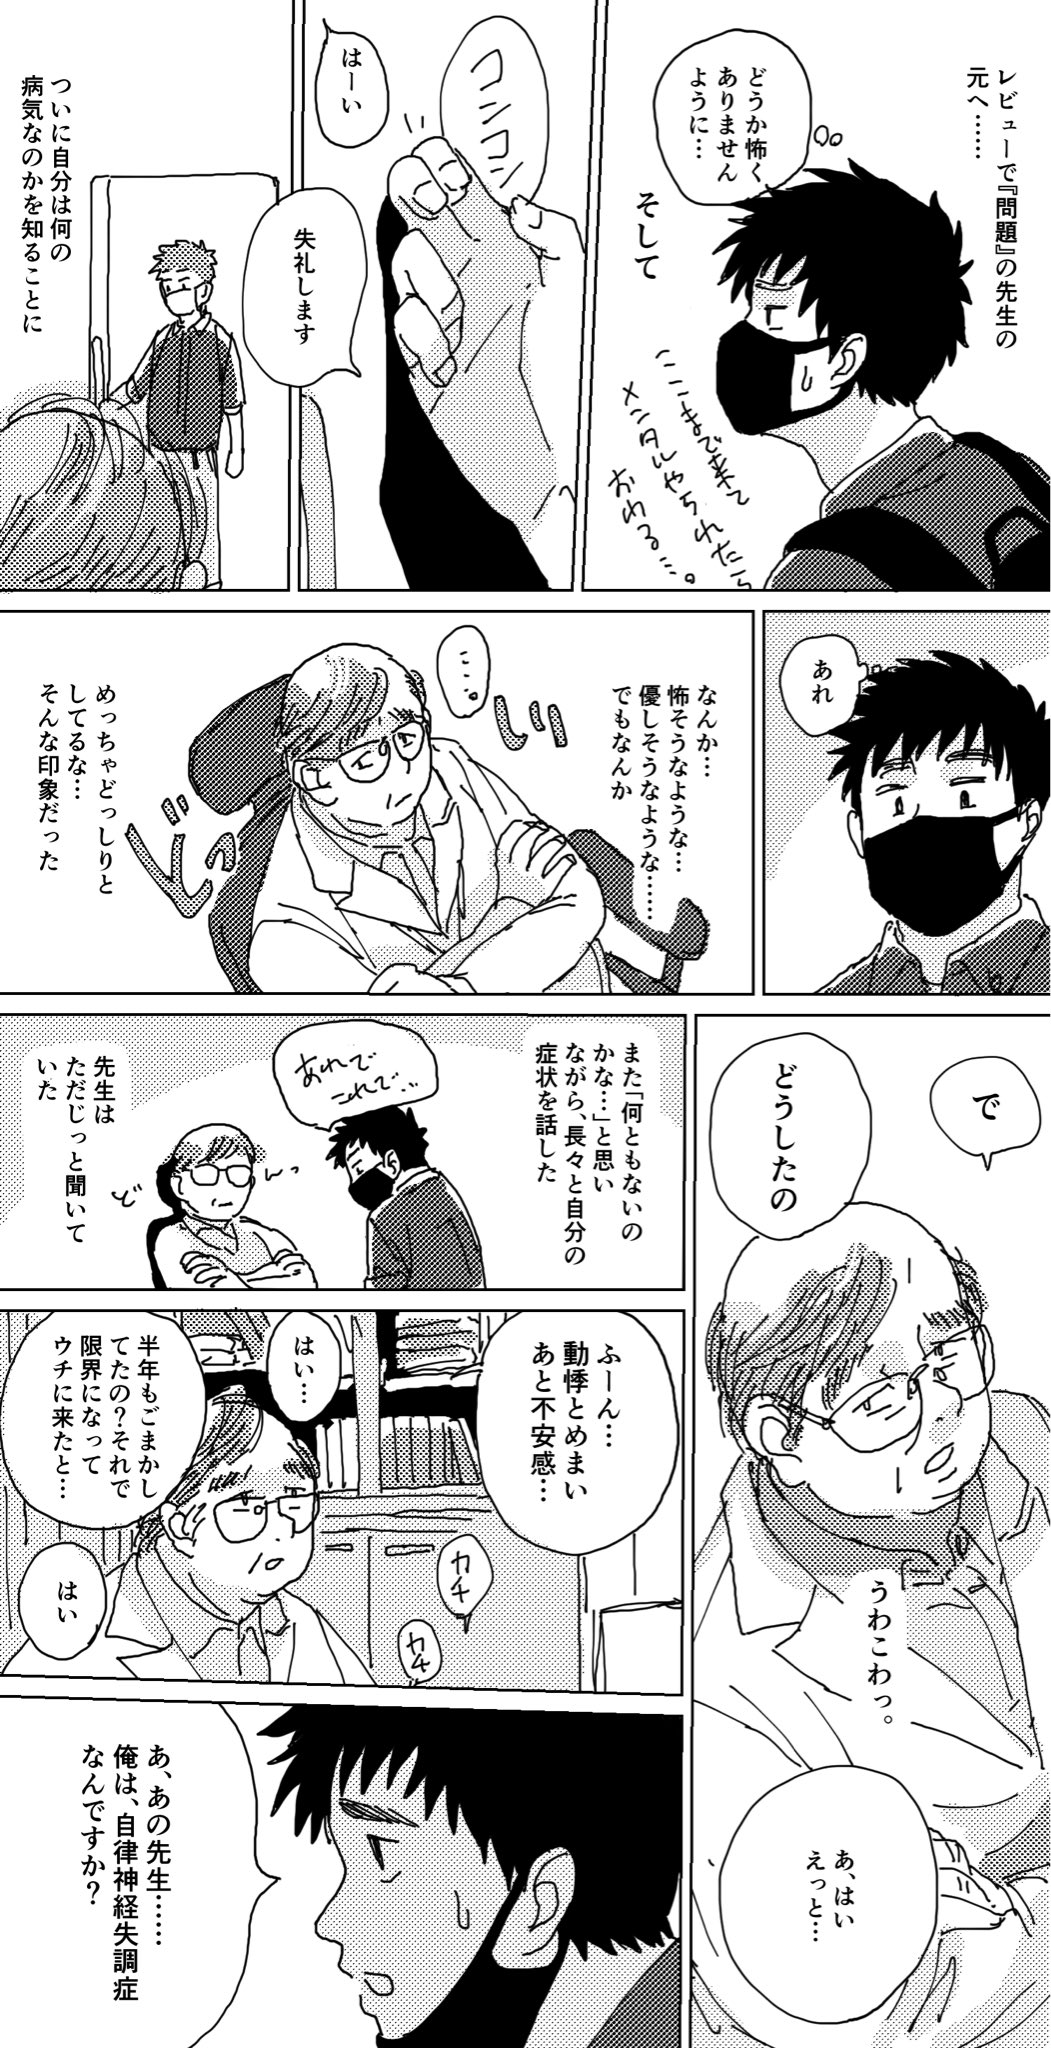 レビューで『問題』の先生の
元へ……
どうか怖く
ありません
ように…
そして
ここまで来て
メンタルやられたら
おわる…。
コンコン
はーい
失礼します
ついに自分は何の
病気なのかを知ることに
あれ
なんか…
怖そうなような…
優しそうなような……
でもなんか
…。
どっ
しり
めっちゃどっしりと
してるな…
そんな印象だった
で
どうしたの
うわこわっ。
あ、はい
えっと…
また「何ともないの
かな…」と思い
ながら、長々と自分の
症状を話した
あれで
これで…
どんっ
先生は
ただじっと聞いて
いた
ふーん…
動悸とめまい
あと不安感…
はい…
カチ
カチ
半年もごまかし
てたの？それで
限界になって
ウチに来たと…
はい
あ、あの先生……
俺は、自律神経失調症
なんですか？